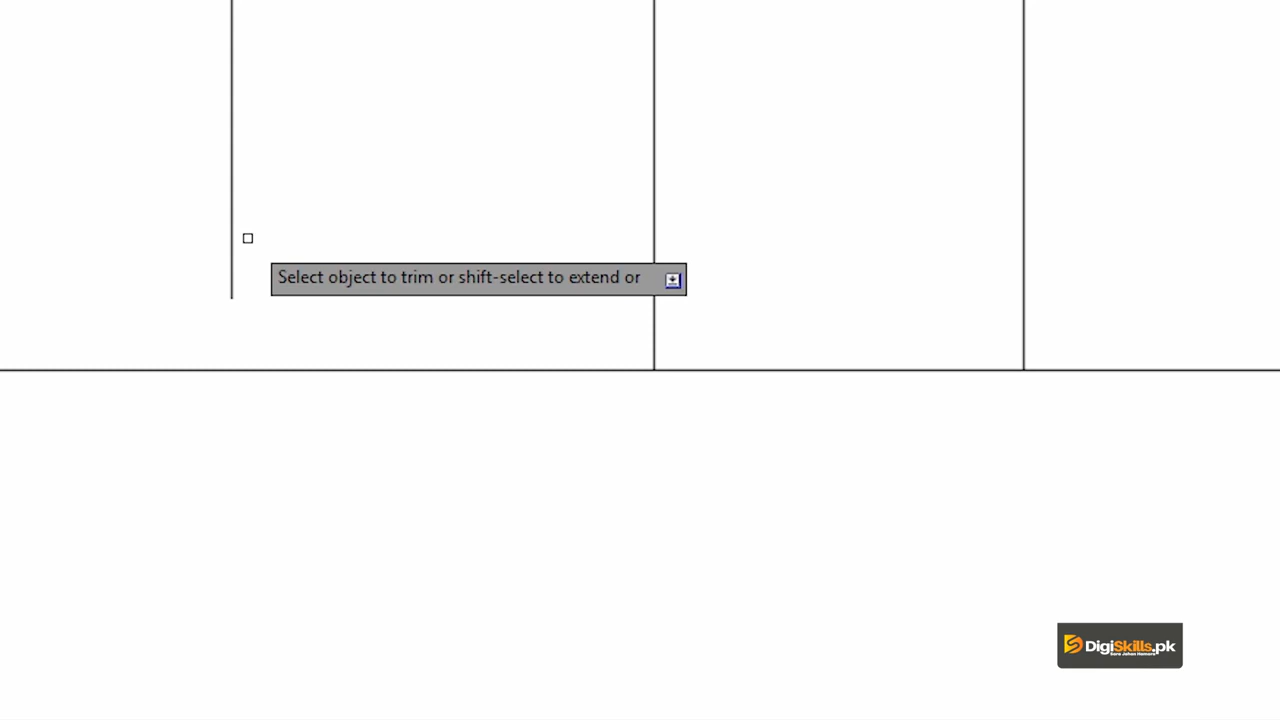 Select object to trim or shift-select to extend or
DigiSkills.pk